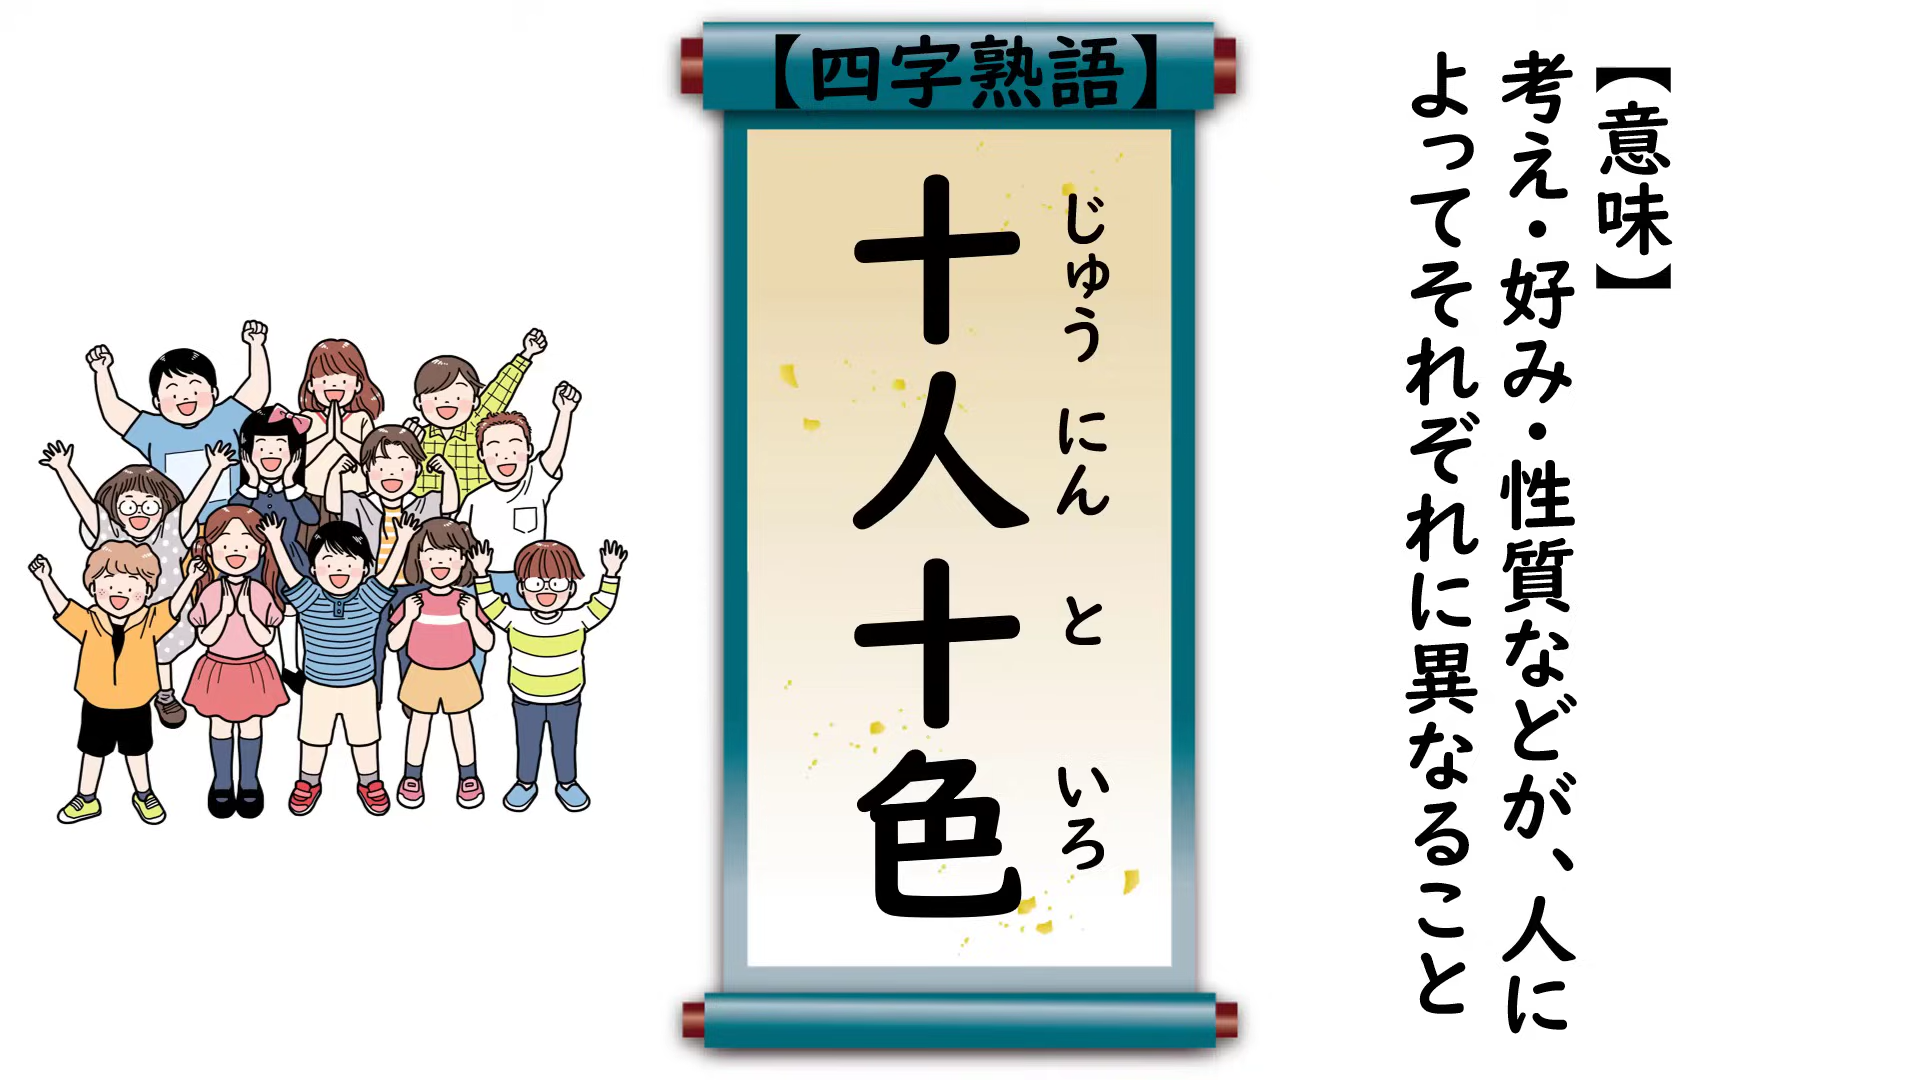 【四字熟語】
十人十色
じゅうにんといろ
【意味】
考え・好み・性質などが、人に
よってそれぞれに異なること